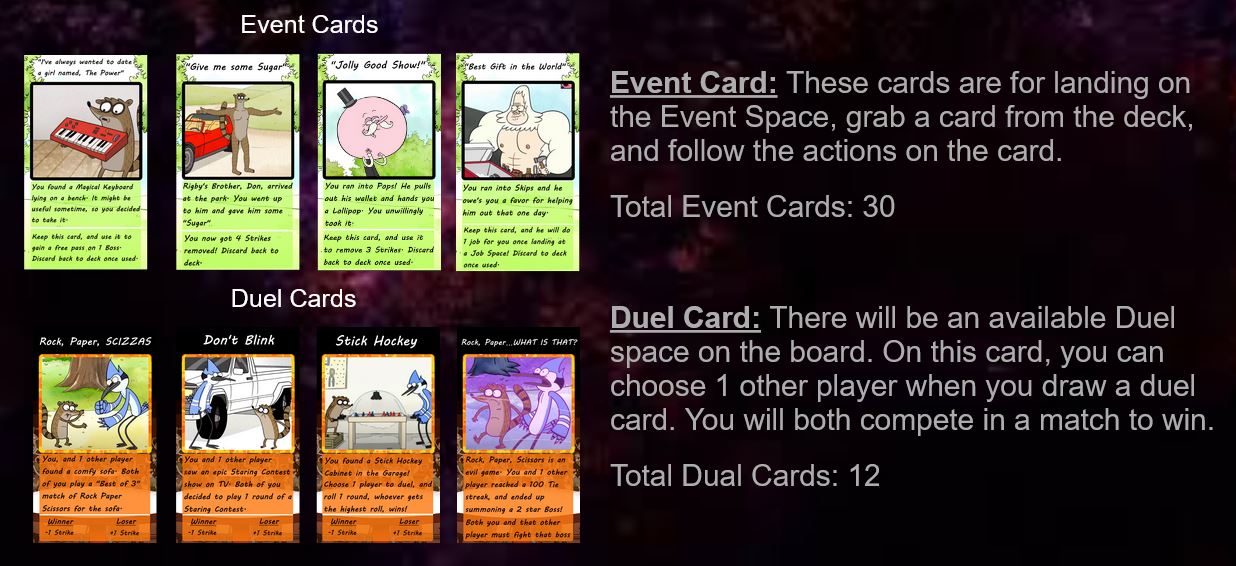 Event Cards
"I've always wanted to date
a girl named, The Power"
You found a Magical Keyboard
lying on a bench. It might be
useful sometime, so you decided
to take it.
Keep this card, and use it to
gain a free pass on 1 Boss.
Discard back to deck once used.
"Give me some Sugar"
Rigby's Brother, Don, arrived
at the park. You went up
to him and gave him some
"Sugar".
You now got 4 Strikes
removed! Discard back to
deck.
"Jolly Good Show!"
You ran into Pops! He pulls
out his wallet and hands you
a Lollipop. You unwillingly
took it.
Keep this card, and use it
to remove 3 Strikes. Discard
back to deck once used.
"Best Gift in the World"
You ran into Skips and he
owe's you a favor for helping
him out that one day.
Keep this card, and he will do
1 job for you once landing at
a Job Space! Discard to deck
once used.
Event Card: These cards are for landing on
the Event Space, grab a card from the deck,
and follow the actions on the card.
Total Event Cards: 30
Duel Cards
Rock, Paper, SCIZZAS
You, and 1 other player
found a comfy sofa. Both
of you play a "Best of 3"
match of Rock Paper
Scissors for the sofa.
Winner Loser
-1 Strike +1 Strike
Don't Blink
You and 1 other player
saw an epic Staring Contest
show on TV. Both of you
decided to play 1 round of a
Staring Contest.
Winner Loser
-1 Strike +1 Strike
Stick Hockey
You found a Stick Hockey
Cabinet in the Garage!
Choose 1 player to duel, and
roll 1 round, whoever gets
the highest roll, wins!
Winner Loser
-1 Strike +1 Strike
Rock, Paper...WHAT IS THAT?
Rock, Paper, Scissors is an
evil game. You and 1 other
player reached a 100 Tie
streak, and ended up
summoning a 2 star Boss!
Both you and that other
player must fight that boss
Duel Card: There will be an available Duel
space on the board. On this card, you can
choose 1 other player when you draw a duel
card. You will both compete in a match to win.
Total Dual Cards: 12